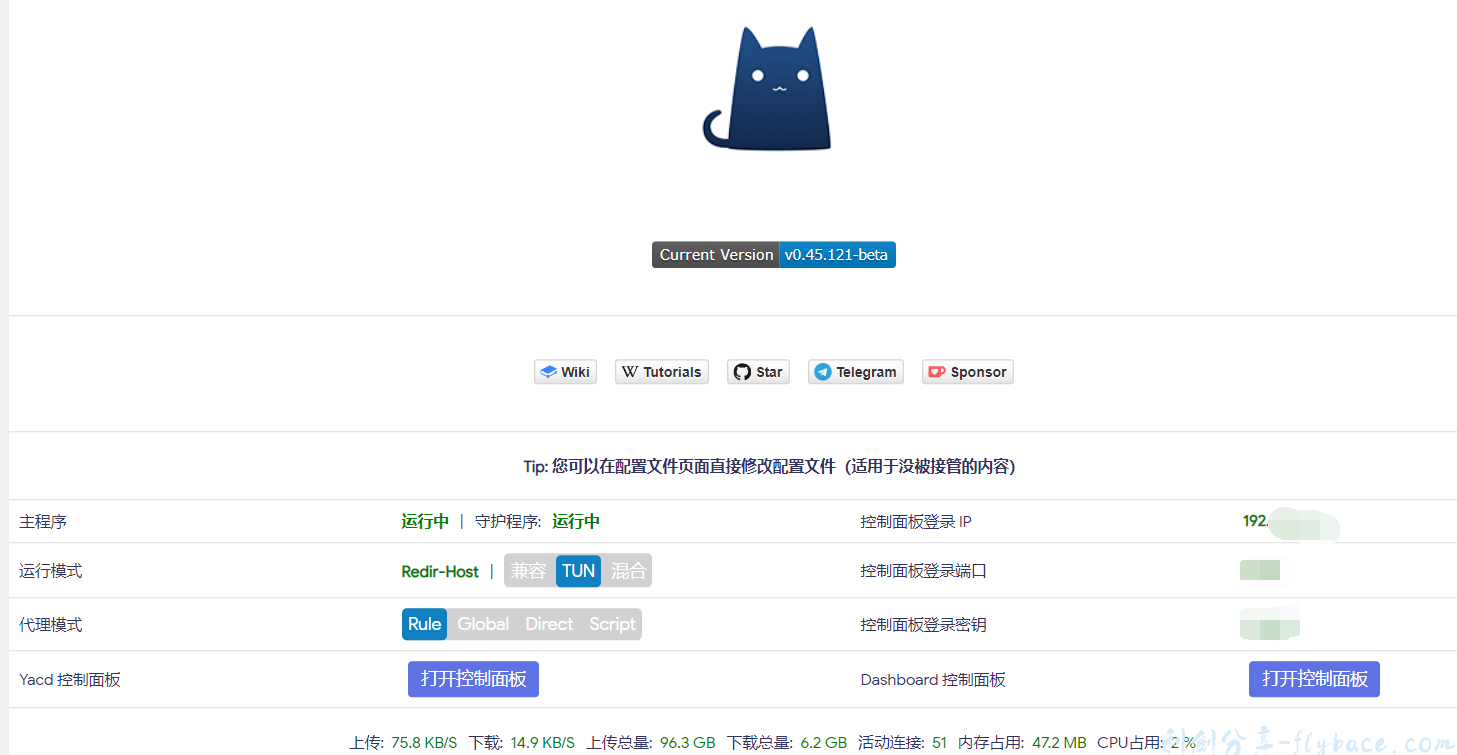 Current Version v0.45.121-beta
Wiki Tutorials Star Telegram Sponsor
Tip: 您可以在配置文件页面直接修改配置文件（适用于没被接管的内容）
主程序 运行中 | 守护程序: 运行中 控制面板登录 IP 192.
运行模式 Redir-Host | 兼容 TUN 混合 控制面板登录端口
代理模式 Rule Global Direct Script 控制面板登录密钥
Yacd 控制面板 打开控制面板 Dashboard 控制面板 打开控制面板
上传: 75.8 KB/S 下载: 14.9 KB/S 上传总量: 96.3 GB 下载总量: 6.2 GB 活动连接: 51 内存占用: 47.2 MB CPU占用: 2 %
分享-flybace.com